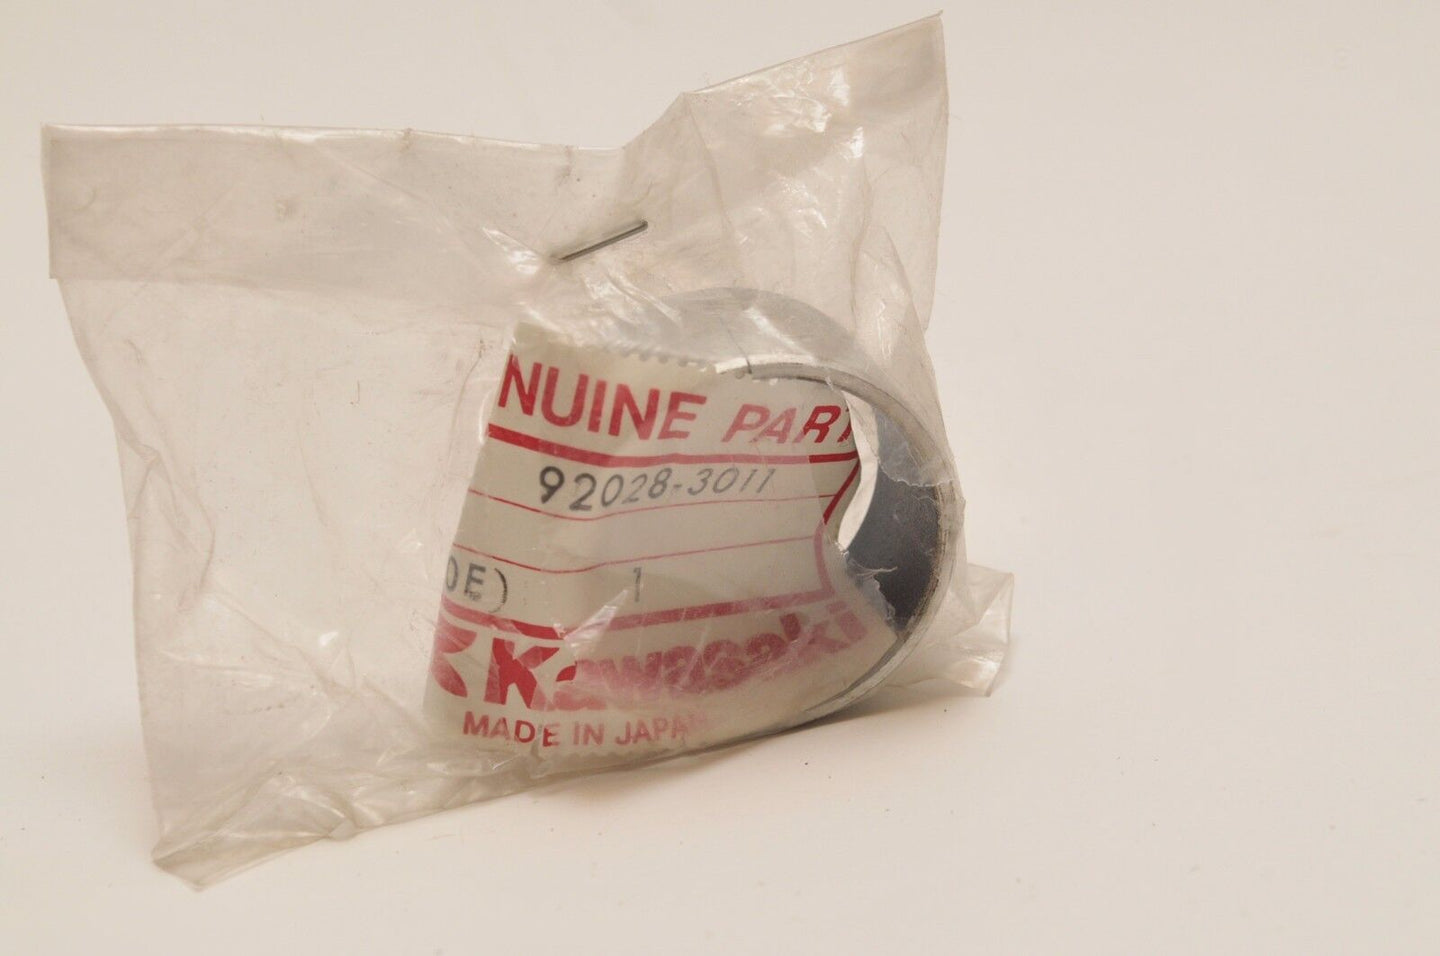 NUINE PART
92028-3011
OE) 1
Kawasaki
MADE IN JAPAN